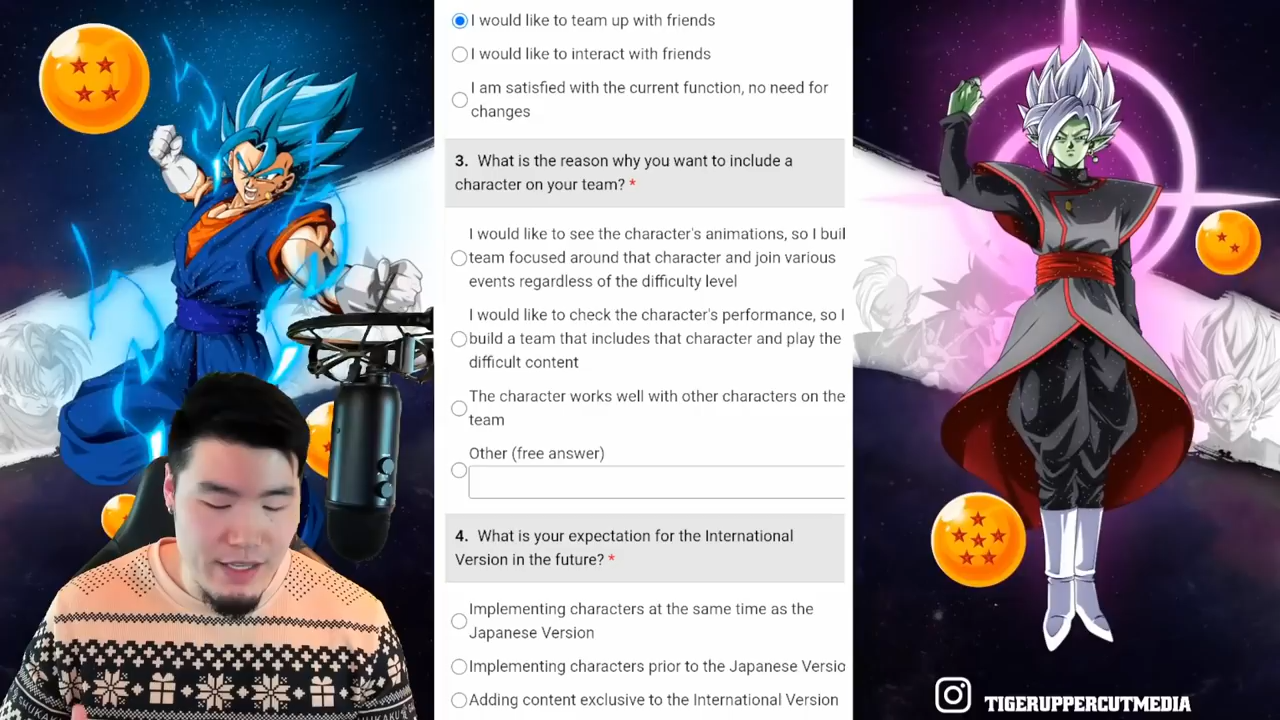 I would like to team up with friends
I would like to interact with friends
I am satisfied with the current function, no need for
changes
3. What is the reason why you want to include a
character on your team? *
I would like to see the character's animations, so I buil
team focused around that character and join various
events regardless of the difficulty level
I would like to check the character's performance, so I
build a team that includes that character and play the
difficult content
The character works well with other characters on the
team
Other (free answer)
4. What is your expectation for the International
Version in the future? *
Implementing characters at the same time as the
Japanese Version
Implementing characters prior to the Japanese Versio
Adding content exclusive to the International Version
TIGERUPPERCUTMEDIA